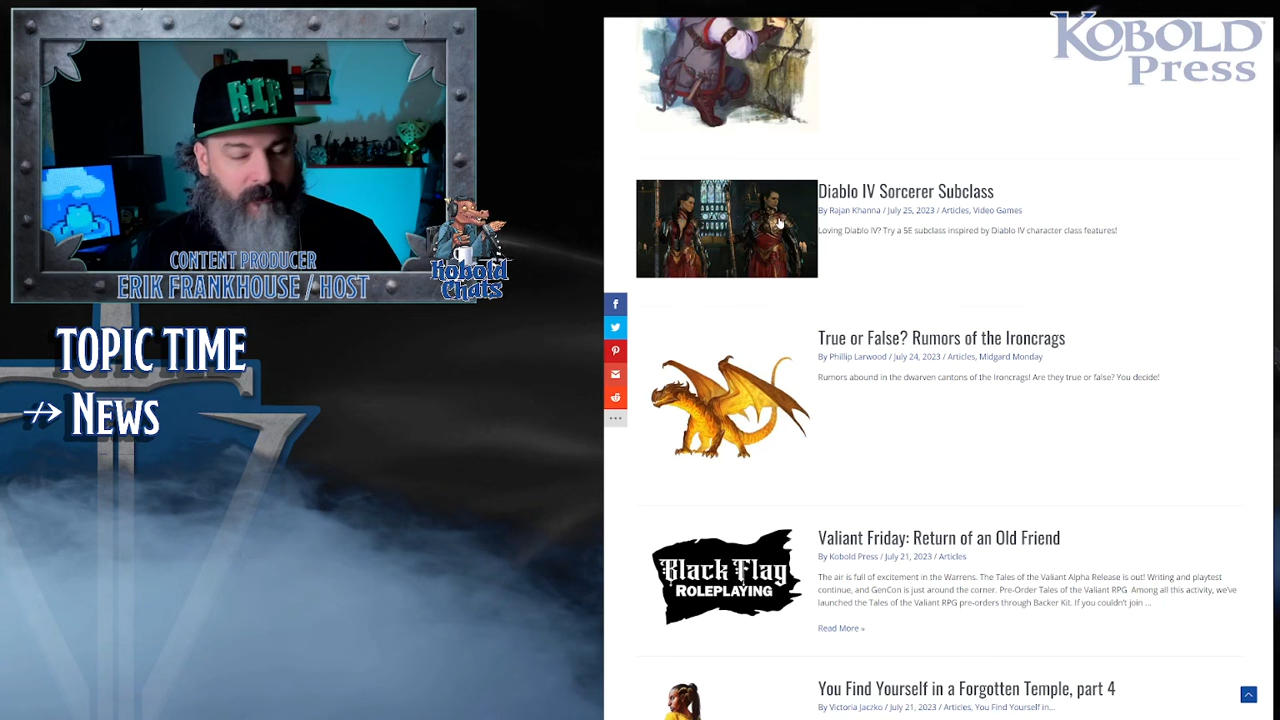 RIP
CONTENT PRODUCER
ERIK FRANKHOUSE / HOST
Kobold
Chats
TOPIC TIME
News
KOBOLD
Press
Diablo IV Sorcerer Subclass
By Rajan Khanna / July 25, 2023 / Articles, Video Games
Loving Diablo IV? Try a 5E subclass inspired by Diablo IV character class features!
True or False? Rumors of the Ironcrags
By Phillip Larwood / July 24, 2023 / Articles, Midgard Monday
Rumors abound in the dwarven cantons of the Ironcrags! Are they true or false? You decide!
Black Flag
ROLEPLAYING
Valiant Friday: Return of an Old Friend
By Kobold Press / July 21, 2023 / Articles
The air is full of excitement in the Warrens. The Tales of the Valiant Alpha Release is out! Writing and playtest
continue, and GenCon is just around the corner. Pre-Order Tales of the Valiant RPG Among all this activity, we've
launched the Tales of the Valiant RPG pre-orders through Backer Kit. If you couldn't join ...
Read More »
You Find Yourself in a Forgotten Temple, part 4
By Victoria Jaczko / July 21, 2023 / Articles, You Find Yourself in...